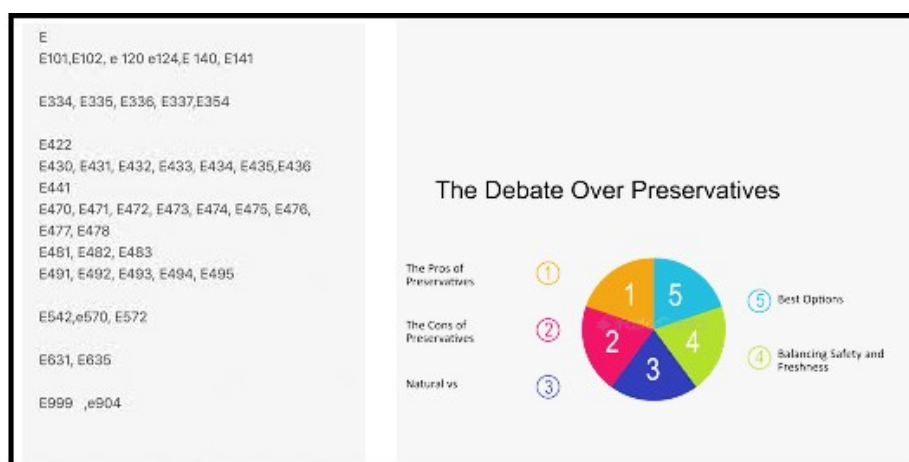 E
E101,E102, e 120 e124,E 140, E141
E334, E335, E336, E337,E354
E422
E430, E431, E432, E433, E434, E435,E436
E441
E470, E471, E472, E473, E474, E475, E476,
E477, E478
E481, E482, E483
E491, E492, E493, E494, E495
E542,e570, E572
E631, E635
E999 ,e904
The Debate Over Preservatives
The Pros of
Preservatives
1
The Cons of
Preservatives
2
Natural vs
3
1
5
2
4
3
5
Best Options
4
Balancing Safety and
Freshness